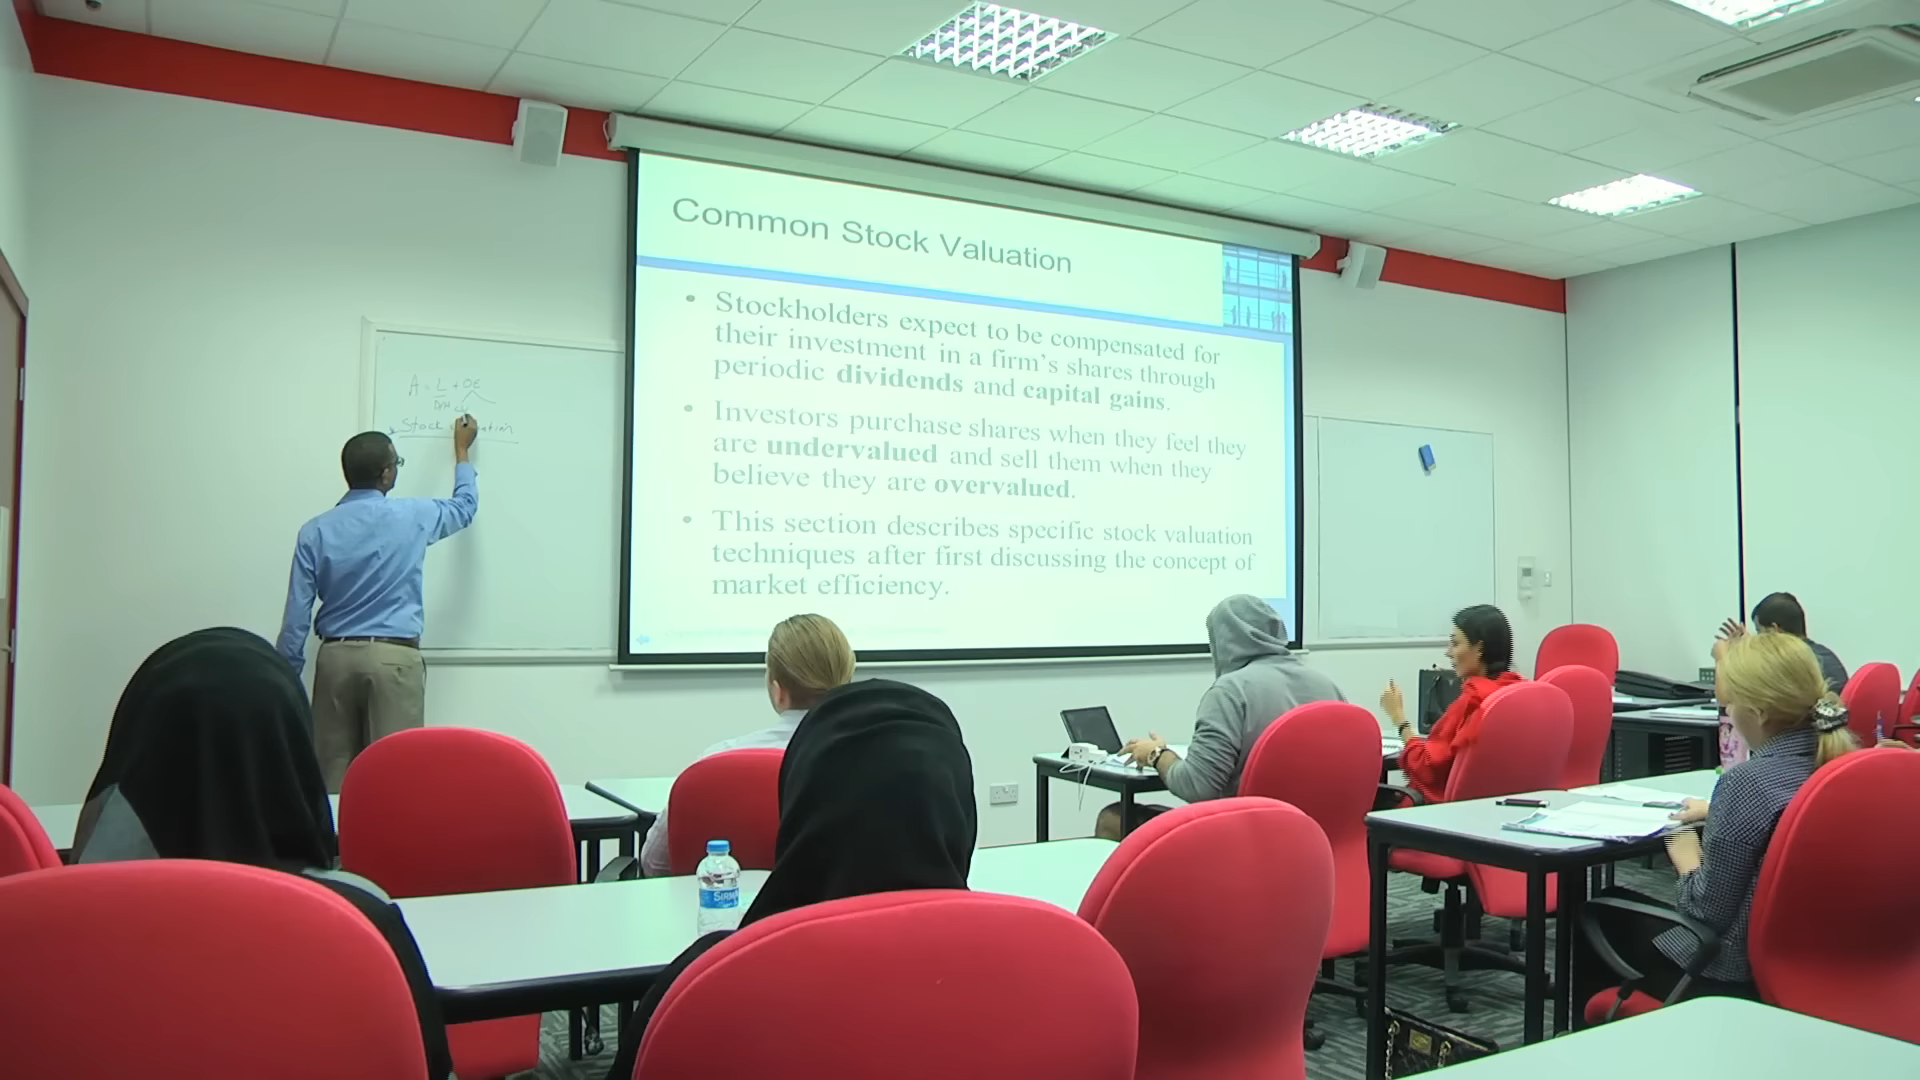 A = L + OE
Stock
Common Stock Valuation
• Stockholders expect to be compensated for
their investment in a firm's shares through
periodic dividends and capital gains.
• Investors purchase shares when they feel they
are undervalued and sell them when they
believe they are overvalued.
• This section describes specific stock valuation
techniques after first discussing the concept of
market efficiency.